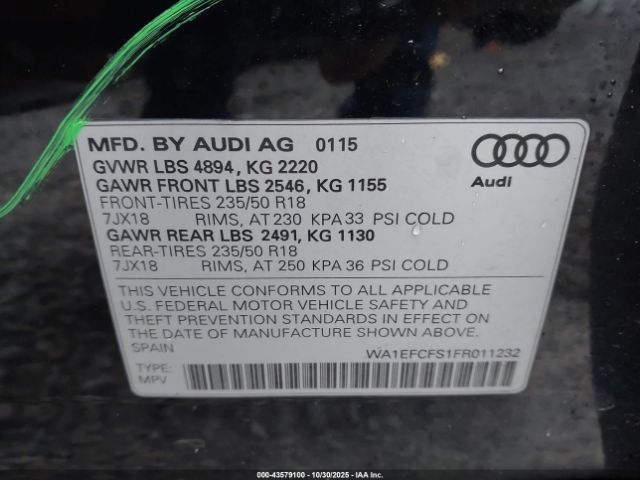 MFD. BY AUDI AG 0115
GVWR LBS 4894, KG 2220
GAWR FRONT LBS 2546, KG 1155
FRONT-TIRES 235/50 R18
7JX18 RIMS, AT 230 KPA 33 PSI COLD
GAWR REAR LBS 2491, KG 1130
REAR-TIRES 235/50 R18
7JX18 RIMS, AT 250 KPA 36 PSI COLD
Audi
THIS VEHICLE CONFORMS TO ALL APPLICABLE
U.S. FEDERAL MOTOR VEHICLE SAFETY AND
THEFT PREVENTION STANDARDS IN EFFECT ON
THE DATE OF MANUFACTURE SHOWN ABOVE.
SPAIN WA1EFCFS1FR011232
TYPE:
MPV
000-43579100 - 10/30/2025 - IAA Inc.